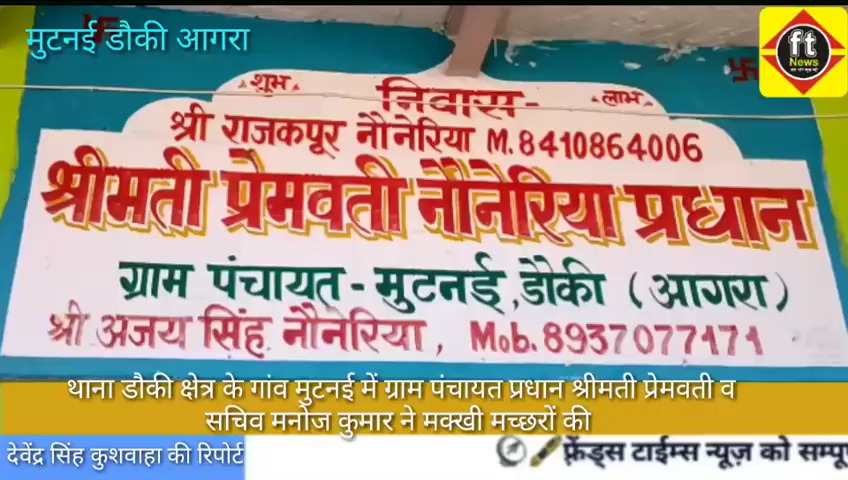 मुटनई डौकी आगरा
ft
News
शुभ लाभ
निवास-
श्री राजकपूर नौनेरिया M.8410864006
श्रीमती प्रेमवती नौनेरिया प्रधान
ग्राम पंचायत-मुटनई,डौकी (आगरा)
श्री अजय सिंह नौनेरिया, Mob.8937077171
थाना डौकी क्षेत्र के गांव मुटनई में ग्राम पंचायत प्रधान श्रीमती प्रेमवती व
सचिव मनोज कुमार ने मक्खी मच्छरों की
देवेंद्र सिंह कुशवाहा की रिपोर्ट
फ्रेंड्स टाईम्स न्यूज़ को सम्पू